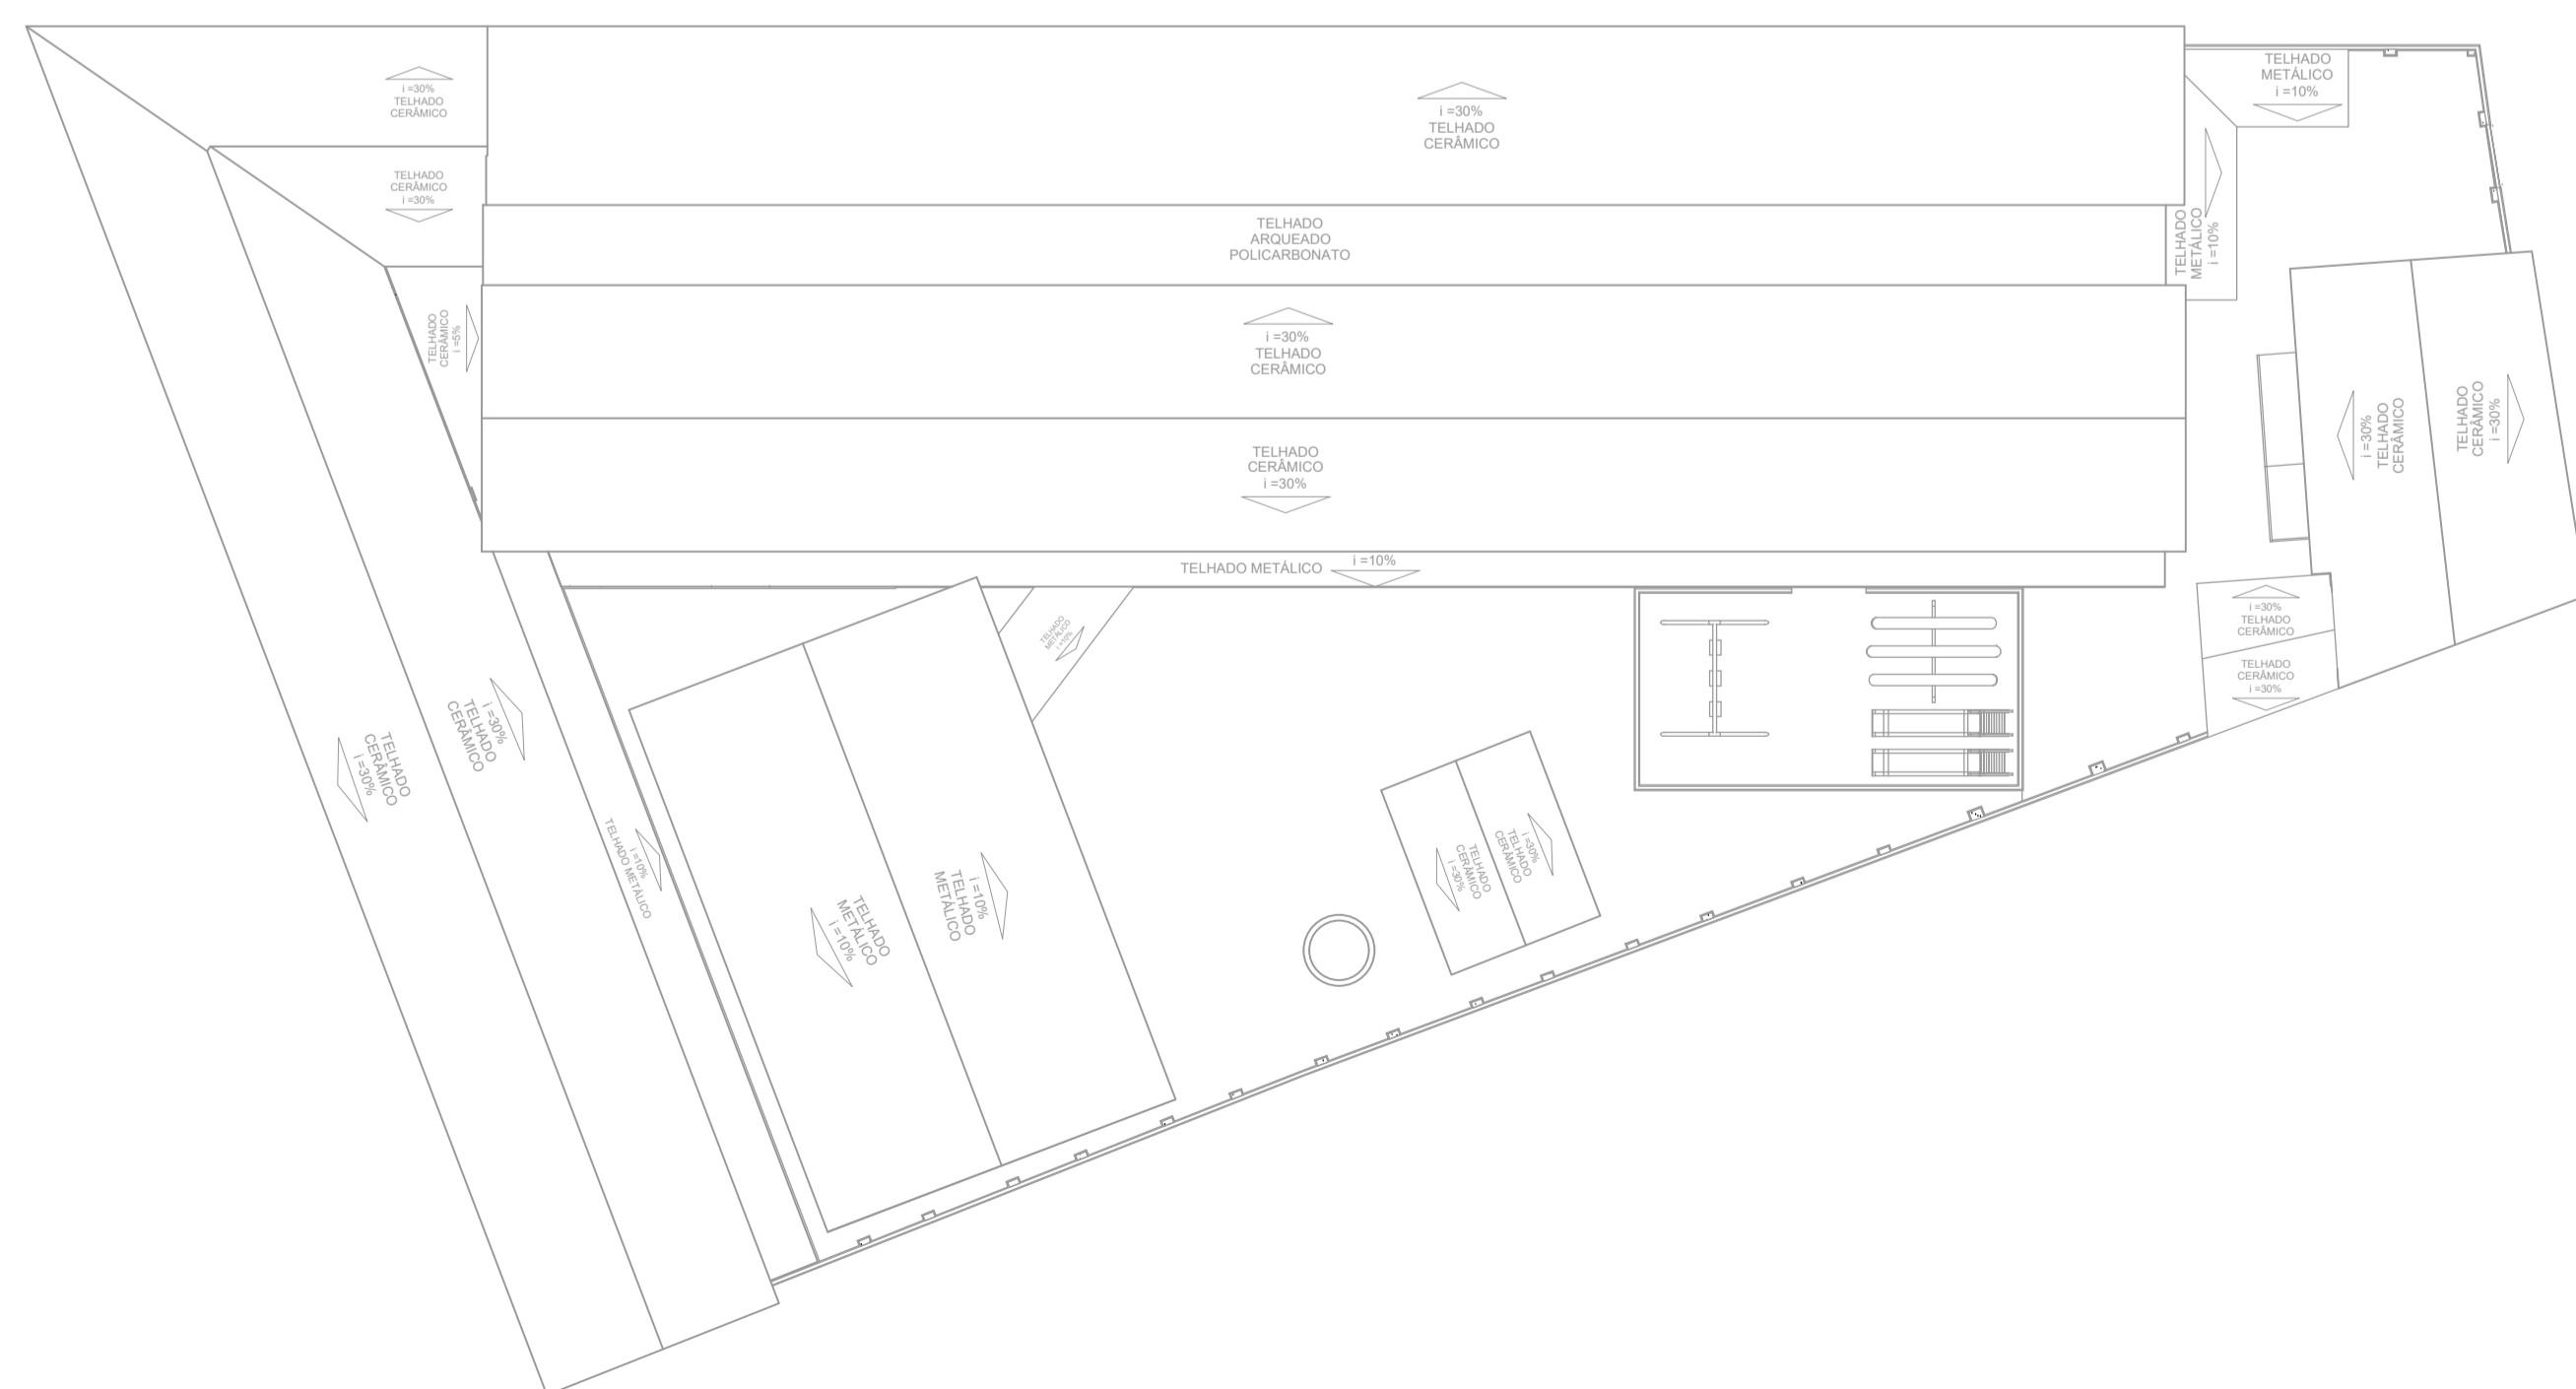 i =30%
TELHADO
CERÂMICO
i =30%
TELHADO
CERÂMICO
TELHADO
METÁLICO
i =10%
TELHADO
CERÂMICO
i =30%
TELHADO
ARQUEADO
POLICARBONATO
TELHADO
METÁLICO
i =10%
TELHADO
CERÂMICO
i =5%
i =30%
TELHADO
CERÂMICO
i =30%
TELHADO
CERÂMICO
TELHADO
CERÂMICO
i =30%
TELHADO
CERÂMICO
i =30%
TELHADO METÁLICO
i =10%
TELHADO
METÁLICO
i =10%
i =30%
TELHADO
CERÂMICO
TELHADO
CERÂMICO
i =30%
TELHADO
CERÂMICO
i =30%
i =30%
TELHADO
CERÂMICO
i =10%
TELHADO METÁLICO
TELHADO
METÁLICO
i =10%
i =10%
TELHADO
METÁLICO
TELHADO
CERÂMICO
i =30%
i =30%
TELHADO
CERÂMICO